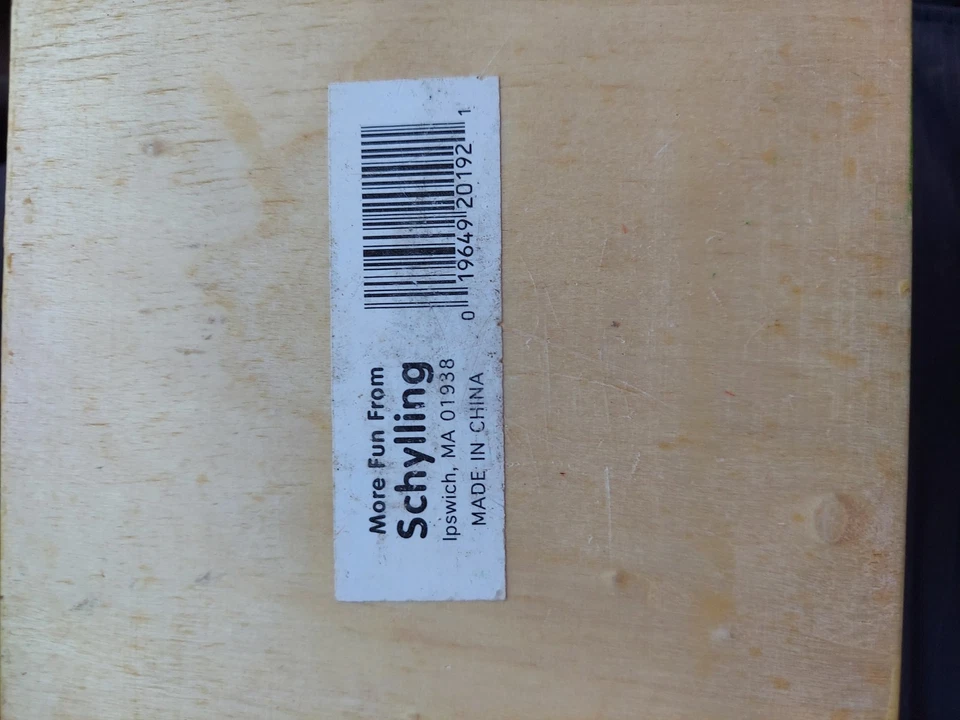 More Fun From
Schylling
Ipswich, MA 01938
MADE IN CHINA
0 19649 20192 1